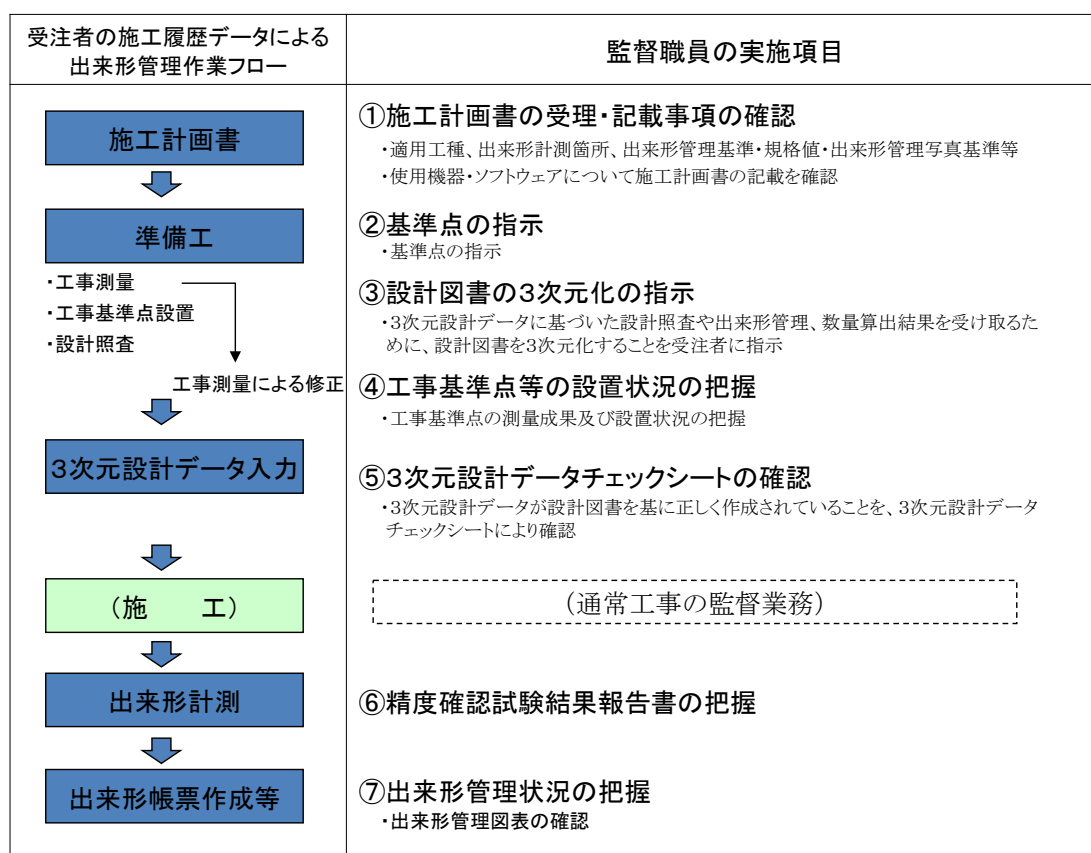 受注者の施工履歴データによる
出来形管理作業フロー
監督職員の実施項目
施工計画書
①施工計画書の受理・記載事項の確認
・適用工種、出来形計測箇所、出来形管理基準・規格値・出来形管理写真基準等
・使用機器・ソフトウェアについて施工計画書の記載を確認
準備工
②基準点の指示
・基準点の指示
・工事測量
・工事基準点設置
・設計照査
工事測量による修正
③設計図書の3次元化の指示
・3次元設計データに基づいた設計照査や出来形管理、数量算出結果を受け取るた
めに、設計図書を3次元化することを受注者に指示
④工事基準点等の設置状況の把握
・工事基準点の測量成果及び設置状況の把握
3次元設計データ入力
⑤3次元設計データチェックシートの確認
・3次元設計データが設計図書を基に正しく作成されていることを、3次元設計データ
チェックシートにより確認
(施　　工)
(通常工事の監督業務)
出来形計測
⑥精度確認試験結果報告書の把握
出来形帳票作成等
⑦出来形管理状況の把握
・出来形管理図表の確認